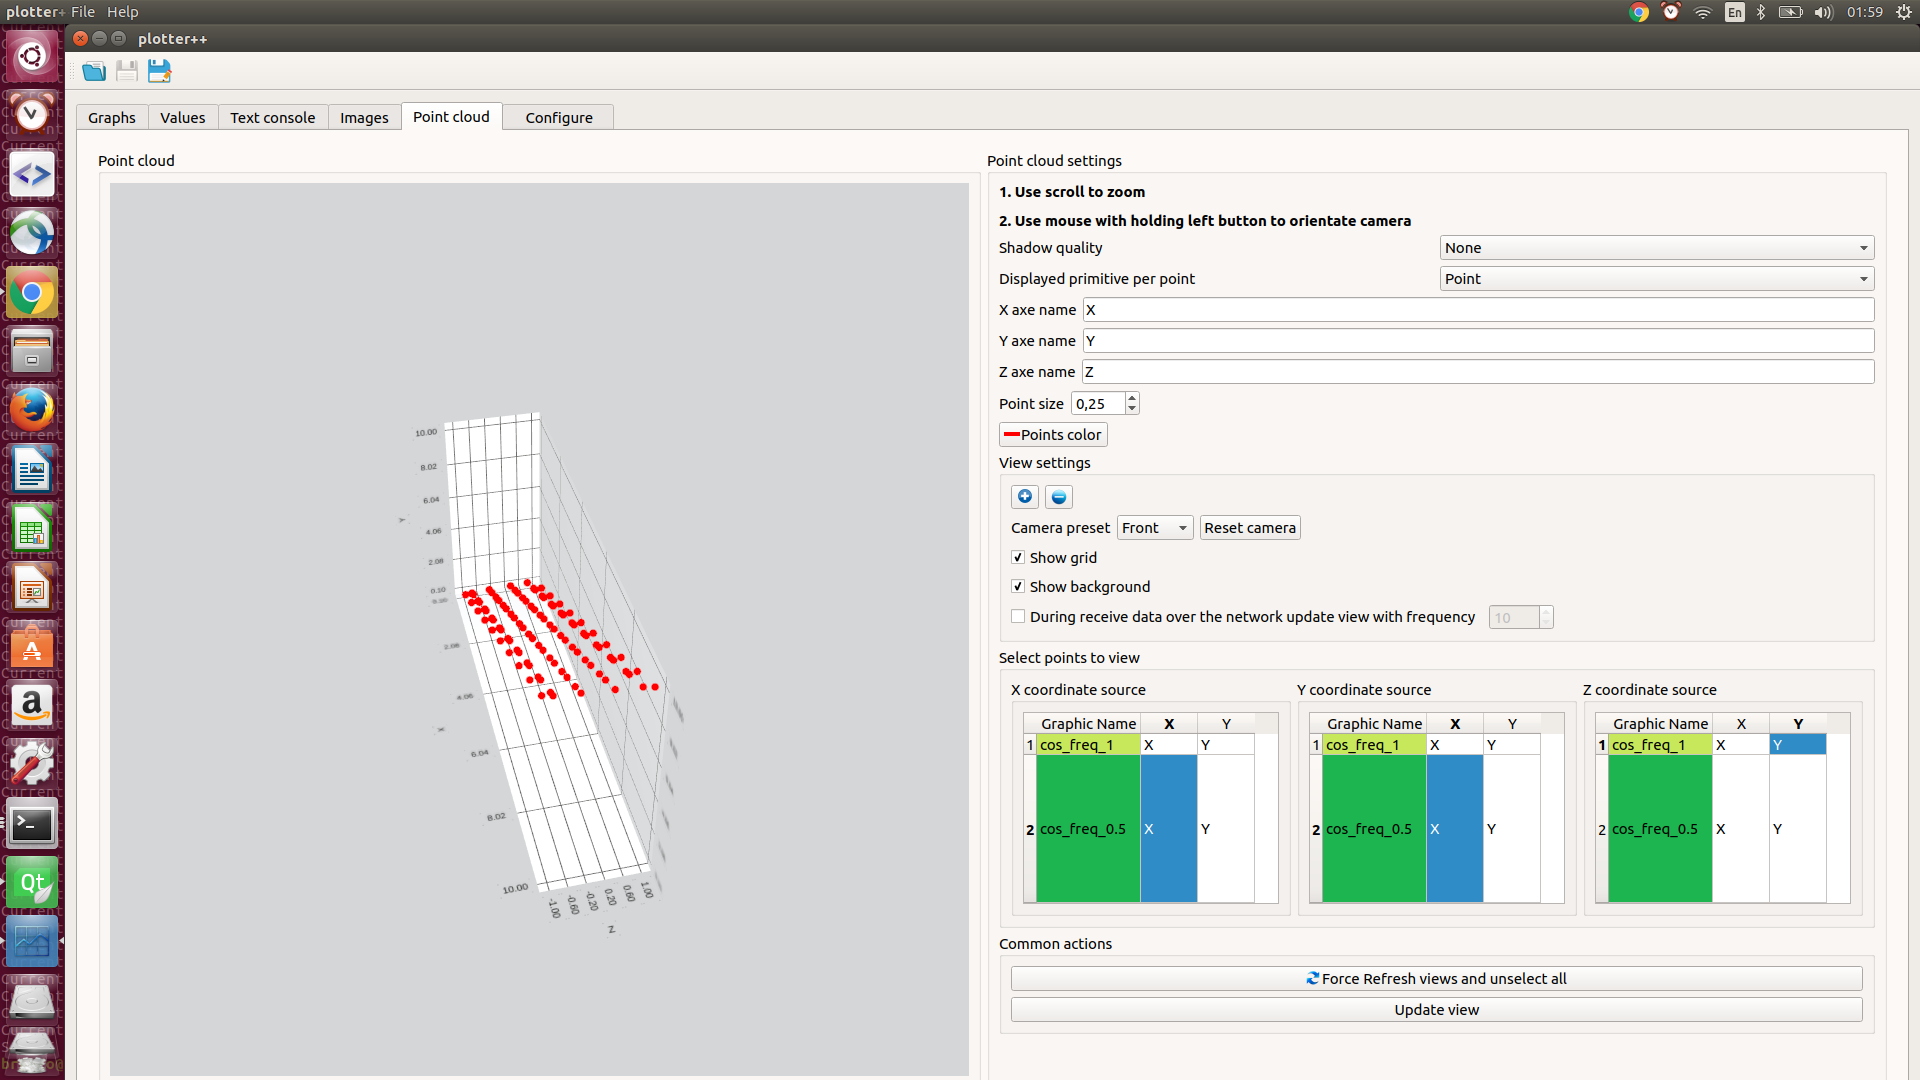 plotter+ File Help
En 01:59
plotter++
Graphs Values Text console Images Point cloud Configure
Point cloud
10.00
8.02
6.04
Y
4.06
2.08
0.10
2.08
4.06
X
6.04
8.02
10.00
-1.00 -0.60 -0.20 0.20 0.60 1.00
Z
Point cloud settings
1. Use scroll to zoom
2. Use mouse with holding left button to orientate camera
Shadow quality None
Displayed primitive per point Point
X axe name X
Y axe name Y
Z axe name Z
Point size 0,25
Points color
View settings
Camera preset Front Reset camera
Show grid
Show background
During receive data over the network update view with frequency 10
Select points to view
X coordinate source Y coordinate source Z coordinate source
Graphic Name X Y Graphic Name X Y Graphic Name X Y
1 cos_freq_1 X Y 1 cos_freq_1 X Y 1 cos_freq_1 X Y
2 cos_freq_0.5 X Y 2 cos_freq_0.5 X Y 2 cos_freq_0.5 X Y
Common actions
Force Refresh views and unselect all
Update view